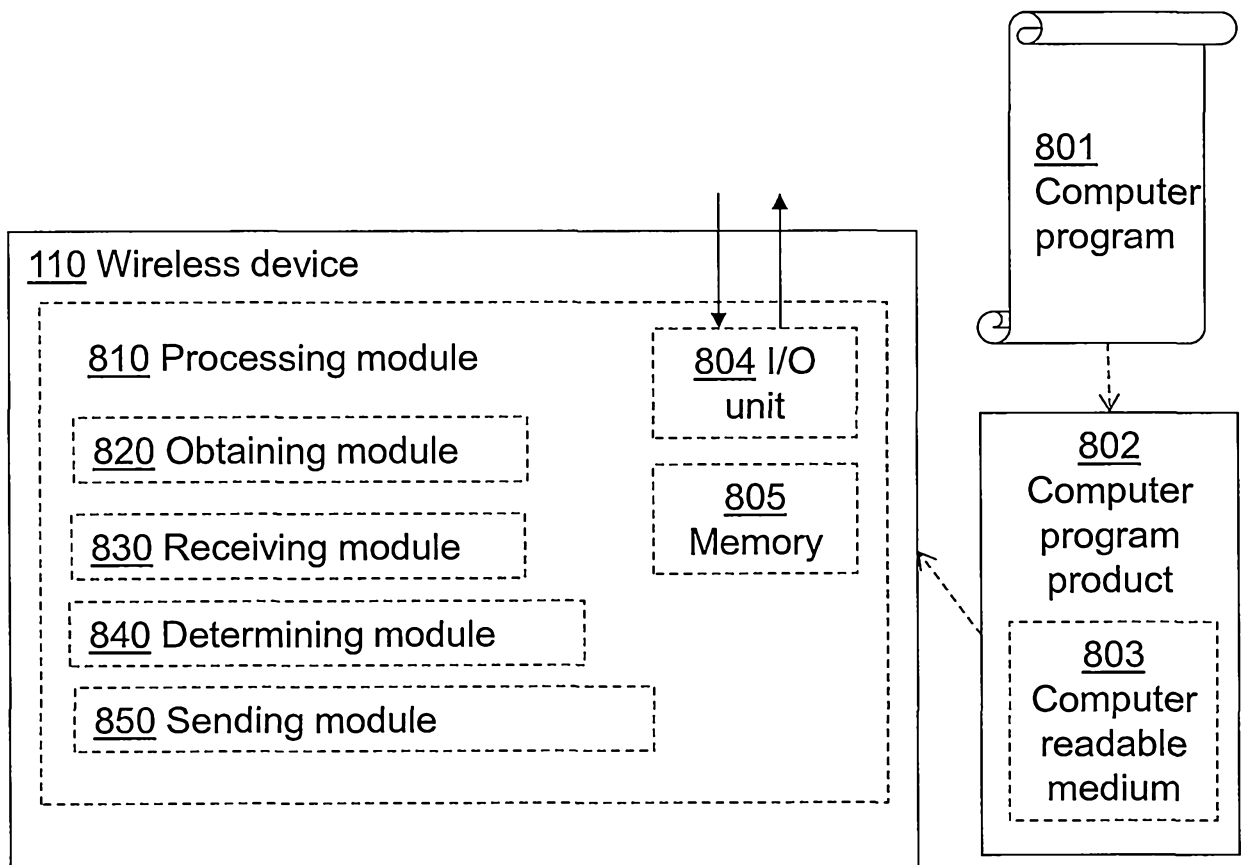 110 Wireless device
810 Processing module
820 Obtaining module
830 Receiving module
840 Determining module
850 Sending module
804 I/O
unit
805
Memory
801
Computer
program
802
Computer
program
product
803
Computer
readable
medium